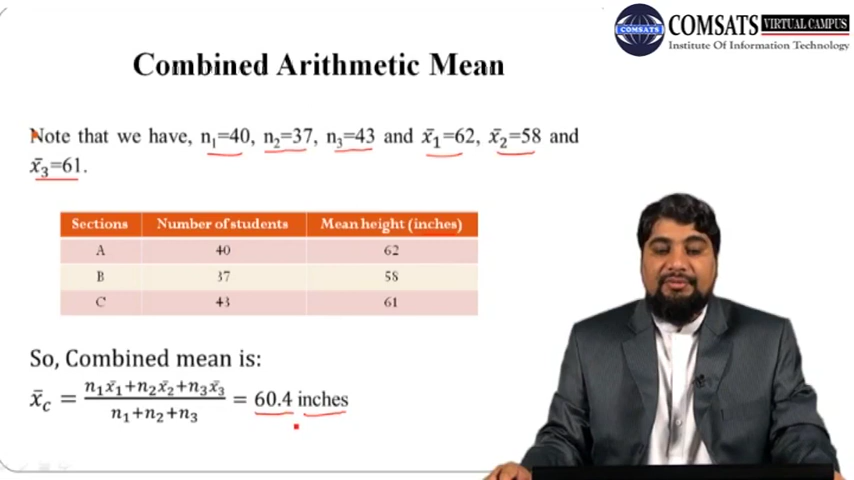 COMSATS
COMSATS VIRTUAL CAMPUS
Institute Of Information Technology
Combined Arithmetic Mean
Note that we have, n₁=40, n₂=37, n₃=43 and x̄₁=62, x̄₂=58 and
x̄₃=61.
Sections Number of students Mean height (inches)
A 40 62
B 37 58
C 43 61
So, Combined mean is:
x̄c = (n₁x̄₁+n₂x̄₂+n₃x̄₃)/(n₁+n₂+n₃) = 60.4 inches